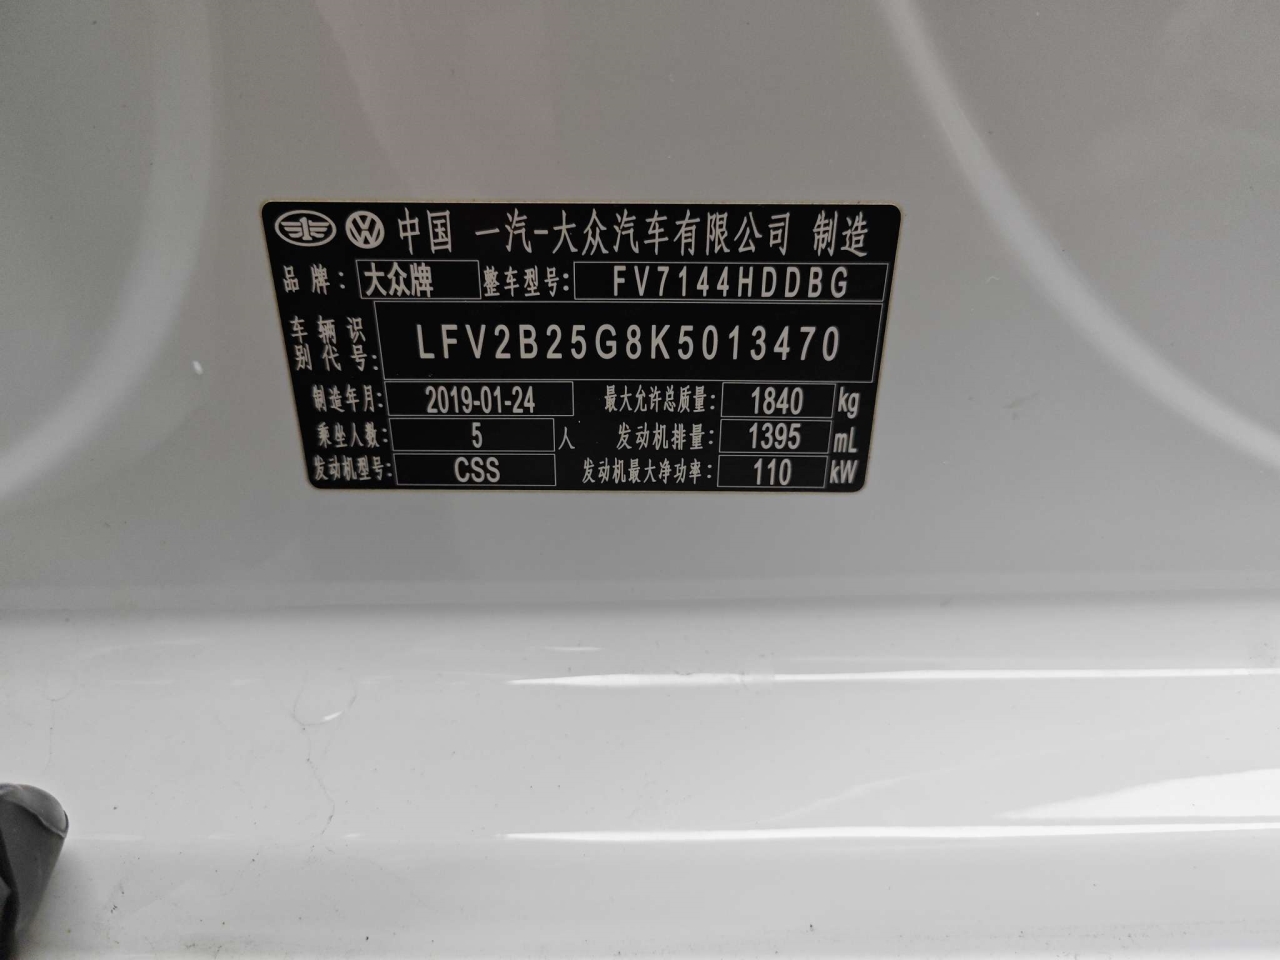 中国 一汽-大众汽车有限公司 制造
品牌: 大众牌 整车型号: FV7144HDDBG
车辆识别代号: LFV2B25G8K5013470
制造年月: 2019-01-24 最大允许总质量: 1840 kg
乘坐人数: 5 人 发动机排量: 1395 mL
发动机型号: CSS 发动机最大净功率: 110 kW